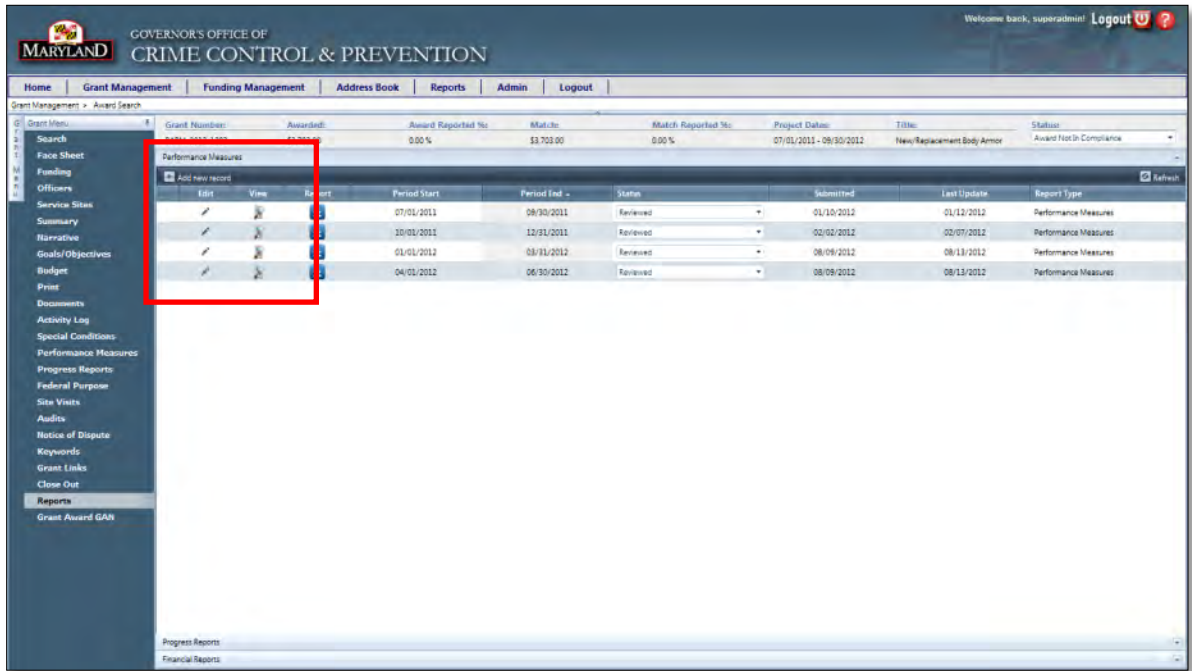 Welcome back, superadmin! Logout
MARYLAND
GOVERNOR'S OFFICE OF
CRIME CONTROL & PREVENTION
Home Grant Management Funding Management Address Book Reports Admin Logout
Grant Management > Award Search
Grant Menu
Grant Menu
Search
Face Sheet
Funding
Officers
Service Sites
Summary
Narrative
Goals/Objectives
Budget
Print
Documents
Activity Log
Special Conditions
Performance Measures
Progress Reports
Federal Purpose
Site Visits
Audits
Notice of Dispute
Keywords
Grant Links
Close Out
Reports
Grant Award GAN
Grant Number: Awarded: Award Reported %: Match: Match Reported %: Project Dates: Title: Status:
0.00 % $3,703.00 0.00 % 07/01/2011 - 09/30/2012 New/Replacement Body Armor Award Not In Compliance
Performance Measures
Add new record Refresh
Edit View Report Period Start Period End Status Submitted Last Update Report Type
07/01/2011 09/30/2011 Reviewed 01/10/2012 01/12/2012 Performance Measures
10/01/2011 12/31/2011 Reviewed 02/02/2012 02/07/2012 Performance Measures
01/01/2012 03/31/2012 Reviewed 08/09/2012 08/13/2012 Performance Measures
04/01/2012 06/30/2012 Reviewed 08/09/2012 08/13/2012 Performance Measures
Progress Reports
Financial Reports